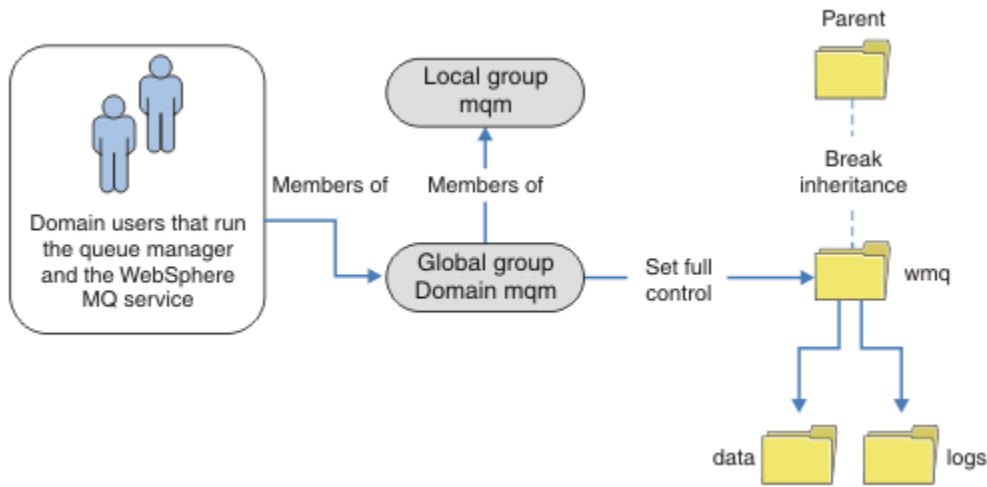 Parent
Local group
mqm
Members of
Members of
Break
inheritance
Domain users that run
the queue manager
and the WebSphere
MQ service
Global group
Domain mqm
Set full
control
wmq
data
logs